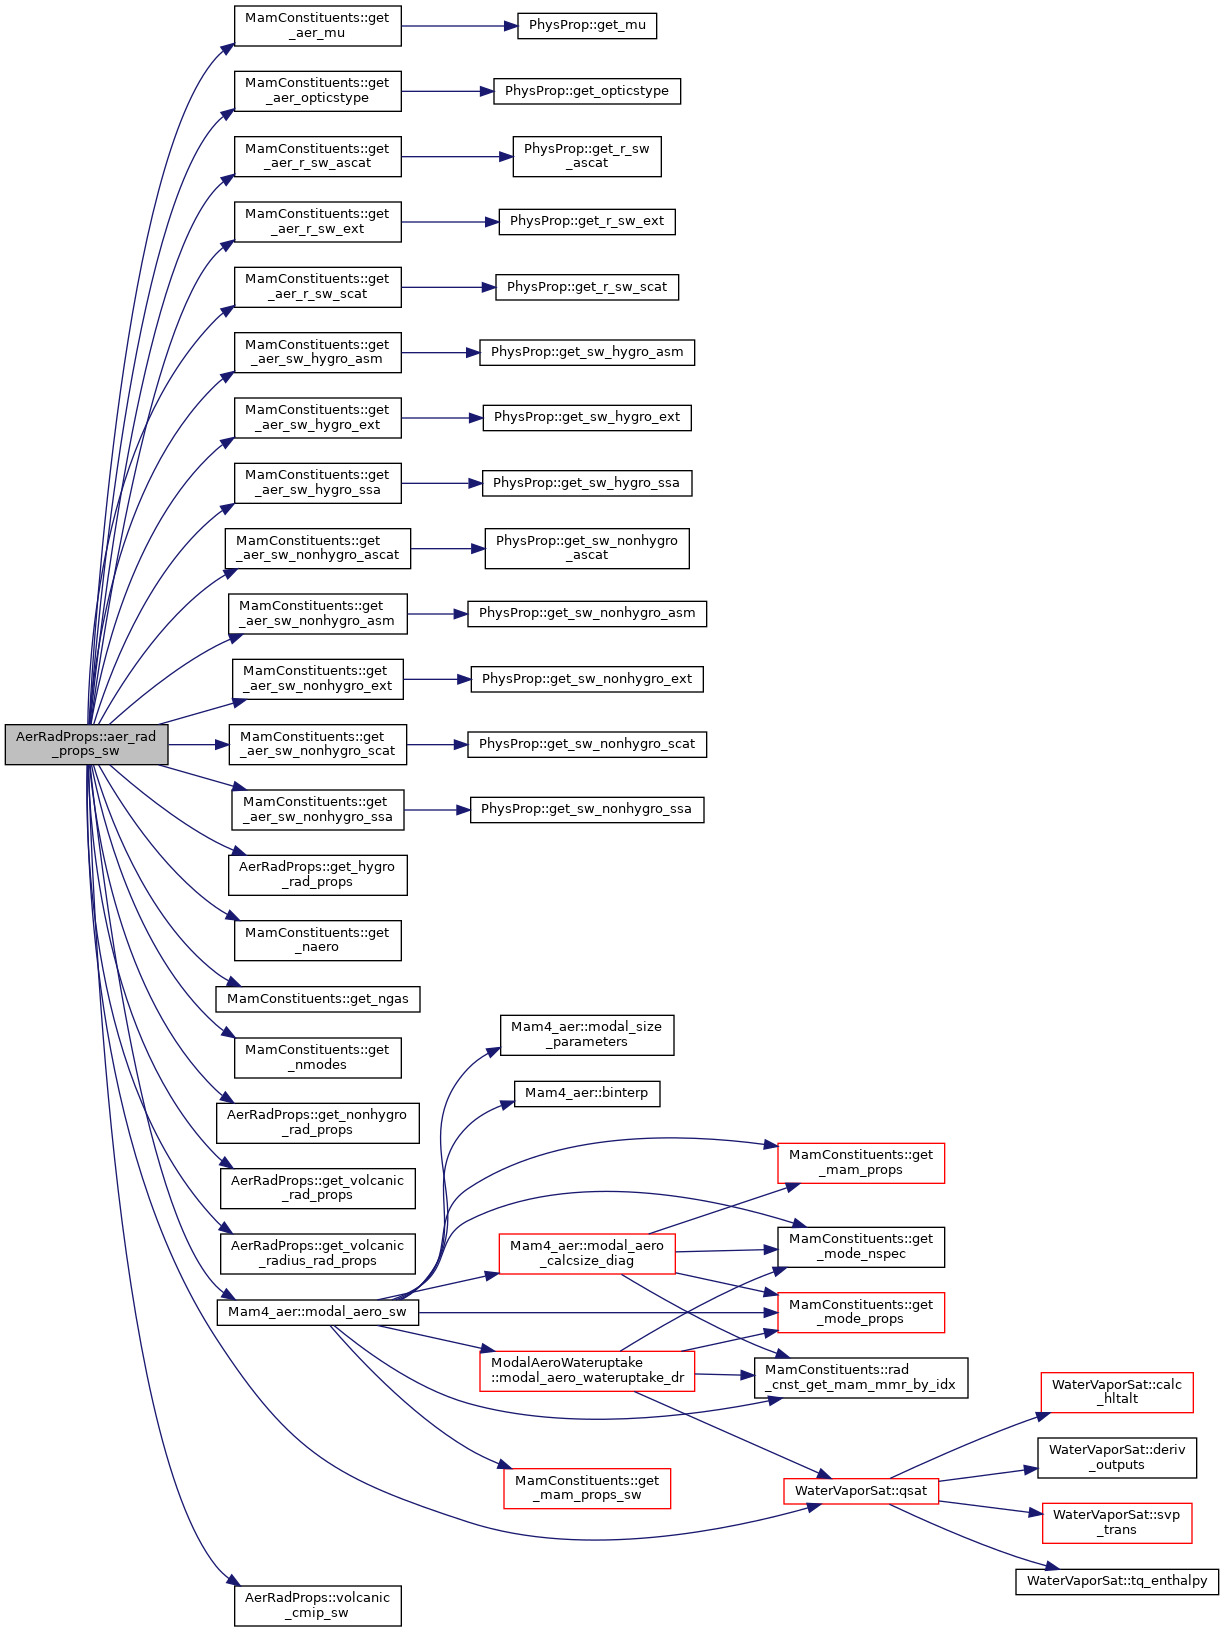 MamConstituents::get
_aer_mu
PhysProp::get_mu
MamConstituents::get
_aer_opticstype
PhysProp::get_opticstype
MamConstituents::get
_aer_r_sw_ascat
PhysProp::get_r_sw
_ascat
MamConstituents::get
_aer_r_sw_ext
PhysProp::get_r_sw_ext
MamConstituents::get
_aer_r_sw_scat
PhysProp::get_r_sw_scat
MamConstituents::get
_aer_sw_hygro_asm
PhysProp::get_sw_hygro_asm
MamConstituents::get
_aer_sw_hygro_ext
PhysProp::get_sw_hygro_ext
MamConstituents::get
_aer_sw_hygro_ssa
PhysProp::get_sw_hygro_ssa
MamConstituents::get
_aer_sw_nonhygro_ascat
PhysProp::get_sw_nonhygro
_ascat
MamConstituents::get
_aer_sw_nonhygro_asm
PhysProp::get_sw_nonhygro_asm
MamConstituents::get
_aer_sw_nonhygro_ext
PhysProp::get_sw_nonhygro_ext
AerRadProps::aer_rad
_props_sw
MamConstituents::get
_aer_sw_nonhygro_scat
PhysProp::get_sw_nonhygro_scat
MamConstituents::get
_aer_sw_nonhygro_ssa
PhysProp::get_sw_nonhygro_ssa
AerRadProps::get_hygro
_rad_props
MamConstituents::get
_naero
MamConstituents::get_ngas
MamConstituents::get
_nmodes
AerRadProps::get_nonhygro
_rad_props
AerRadProps::get_volcanic
_rad_props
AerRadProps::get_volcanic
_radius_rad_props
Mam4_aer::modal_aero_sw
Mam4_aer::modal_size
_parameters
Mam4_aer::binterp
MamConstituents::get
_mam_props
Mam4_aer::modal_aero
_calcsize_diag
MamConstituents::get
_mode_nspec
MamConstituents::get
_mode_props
ModalAeroWateruptake
::modal_aero_wateruptake_dr
MamConstituents::rad
_cnst_get_mam_mmr_by_idx
MamConstituents::get
_mam_props_sw
WaterVaporSat::qsat
WaterVaporSat::calc
_hltalt
WaterVaporSat::deriv
_outputs
WaterVaporSat::svp
_trans
WaterVaporSat::tq_enthalpy
AerRadProps::volcanic
_cmip_sw